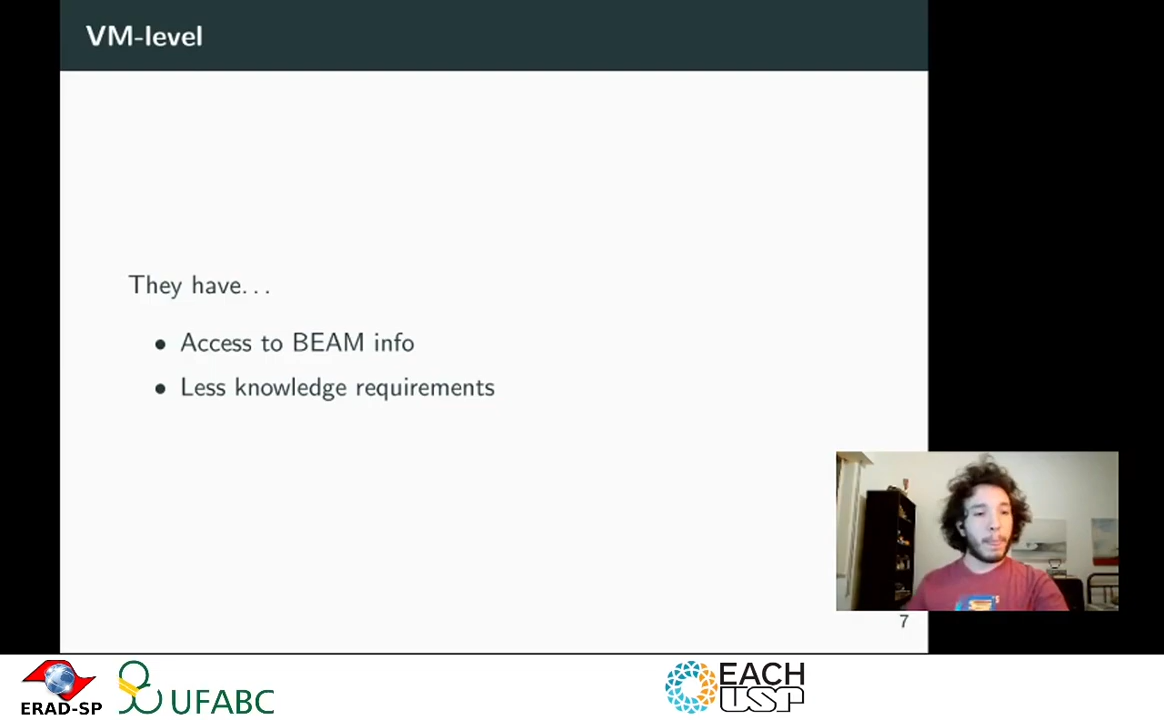 VM-level
They have. . .
• Access to BEAM info
• Less knowledge requirements
7
ERAD-SP
UFABC
EACH
USP